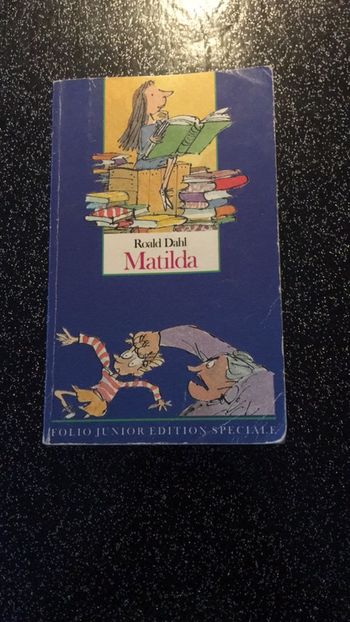 Roald Dahl
Matilda
FOLIO JUNIOR EDITION SPECIALE